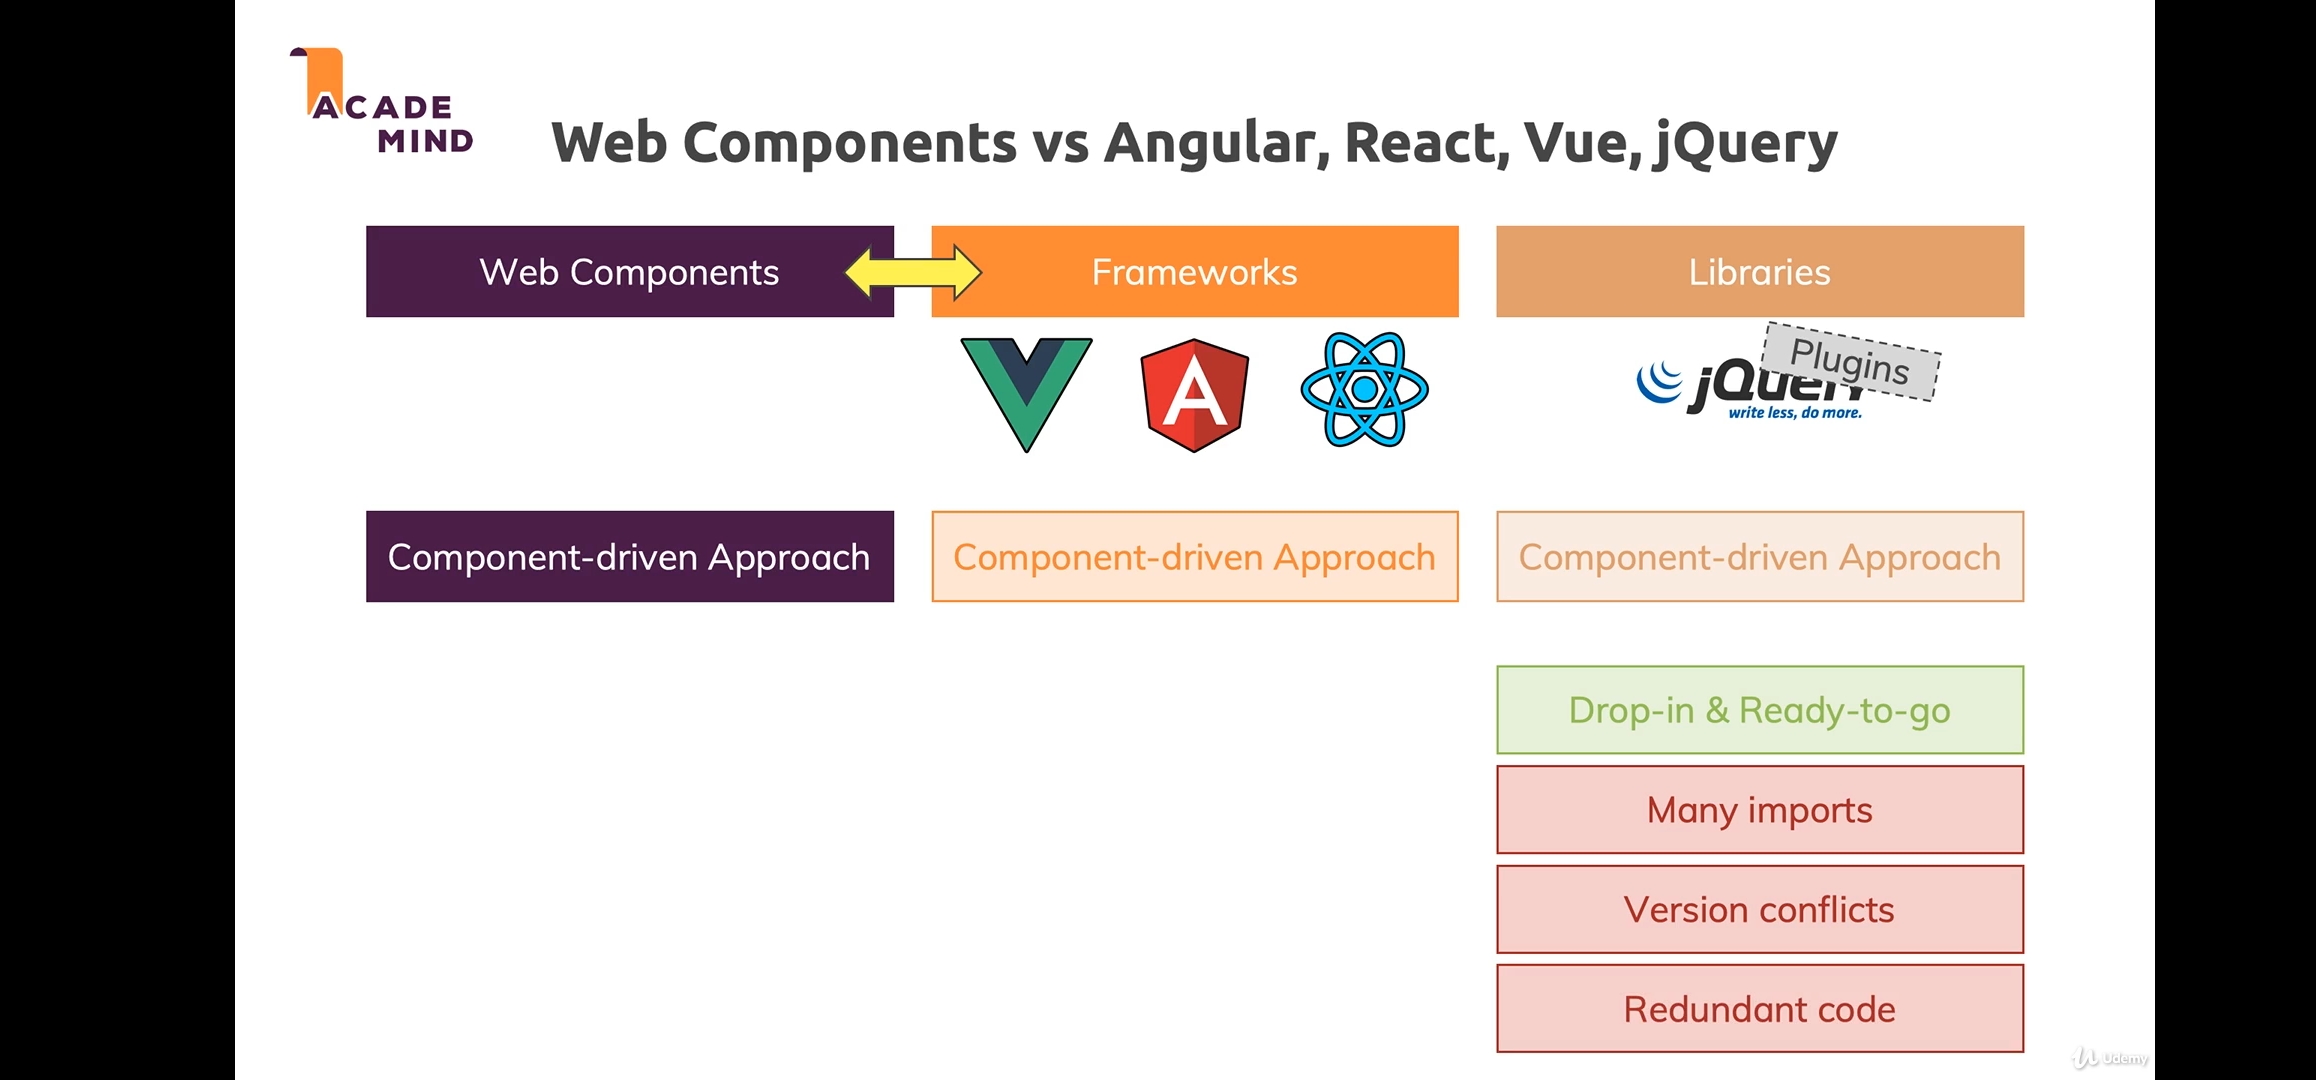 ACADE
MIND
Web Components vs Angular, React, Vue, jQuery
Web Components
Frameworks
Libraries
A
Plugins
jQuery
write less, do more.
Component-driven Approach
Component-driven Approach
Component-driven Approach
Drop-in & Ready-to-go
Many imports
Version conflicts
Redundant code
Udemy